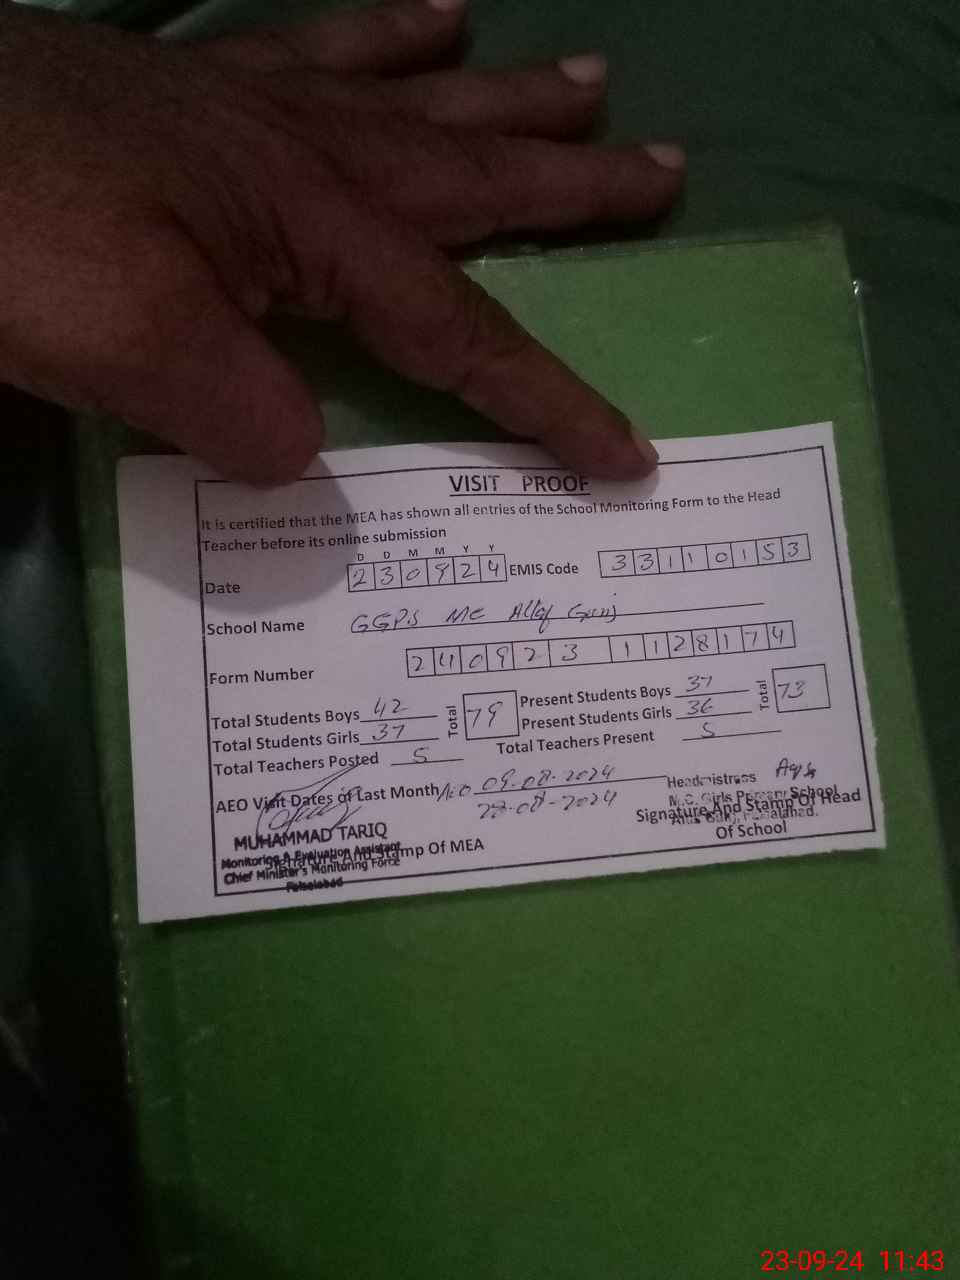 VISIT PROOF
It is certified that the MEA has shown all entries of the School Monitoring Form to the Head
Teacher before its online submission
D D M M Y Y
Date 2 3 0 9 2 4 EMIS Code 3 3 1 1 0 1 5 3
School Name GGPS MC
Form Number 2 4 0 9 2 3 1 1 2 8 1 7 4
Total Students Boys 42 Total 79 Present Students Boys 37 Total 73
Total Students Girls 37 Present Students Girls 36
Total Teachers Posted 5 Total Teachers Present 5
AEO Visit Dates of Last Month AEO 09-08-2024
28-08-2024
Headmistress
M.C. Girls Primary School
Signature And Stamp Of Head
Of School
MUHAMMAD TARIQ
Monitoring & Evaluation Assistant
Signature And Stamp Of MEA
Chief Minister's Monitoring Force
Faisalabad
23-09-24 11:43